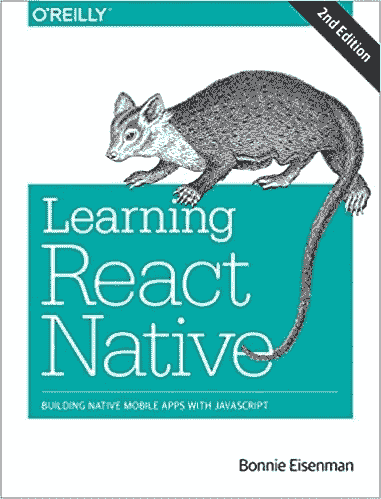 O'REILLY
2nd Edition
Learning
React
Native
BUILDING NATIVE MOBILE APPS WITH JAVASCRIPT
Bonnie Eisenman